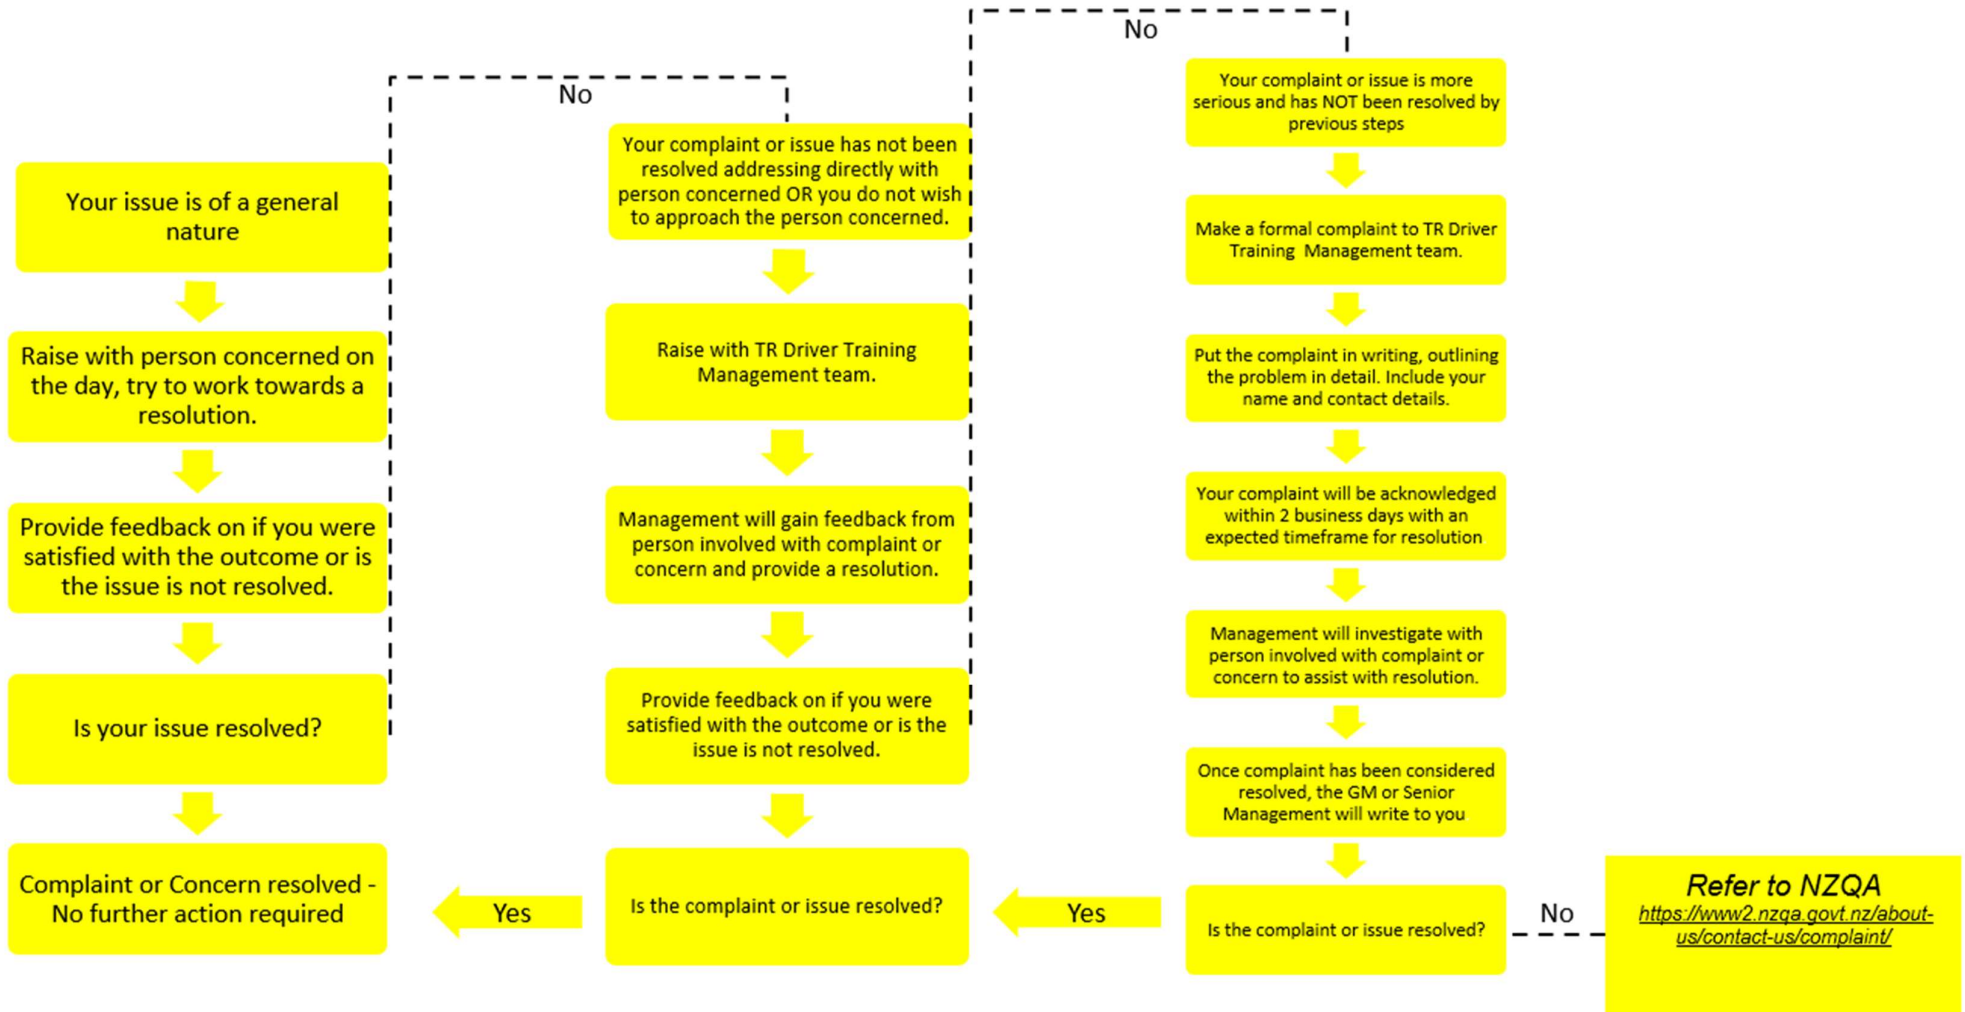 Your issue is of a general
nature
Raise with person concerned on
the day, try to work towards a
resolution.
Provide feedback on if you were
satisfied with the outcome or is
the issue is not resolved.
Is your issue resolved?
Complaint or Concern resolved -
No further action required
No
Your complaint or issue has not been
resolved addressing directly with
person concerned OR you do not wish
to approach the person concerned.
Raise with TR Driver Training
Management team.
Management will gain feedback from
person involved with complaint or
concern and provide a resolution.
Provide feedback on if you were
satisfied with the outcome or is the
issue is not resolved.
Is the complaint or issue resolved?
Yes
No
Your complaint or issue is more
serious and has NOT been resolved by
previous steps
Make a formal complaint to TR Driver
Training Management team.
Put the complaint in writing, outlining
the problem in detail. Include your
name and contact details.
Your complaint will be acknowledged
within 2 business days with an
expected timeframe for resolution
Management will investigate with
person involved with complaint or
concern to assist with resolution.
Once complaint has been considered
resolved, the GM or Senior
Management will write to you
Is the complaint or issue resolved?
Yes
No
Refer to NZQA
https://www2.nzqa.govt.nz/about-
us/contact-us/complaint/